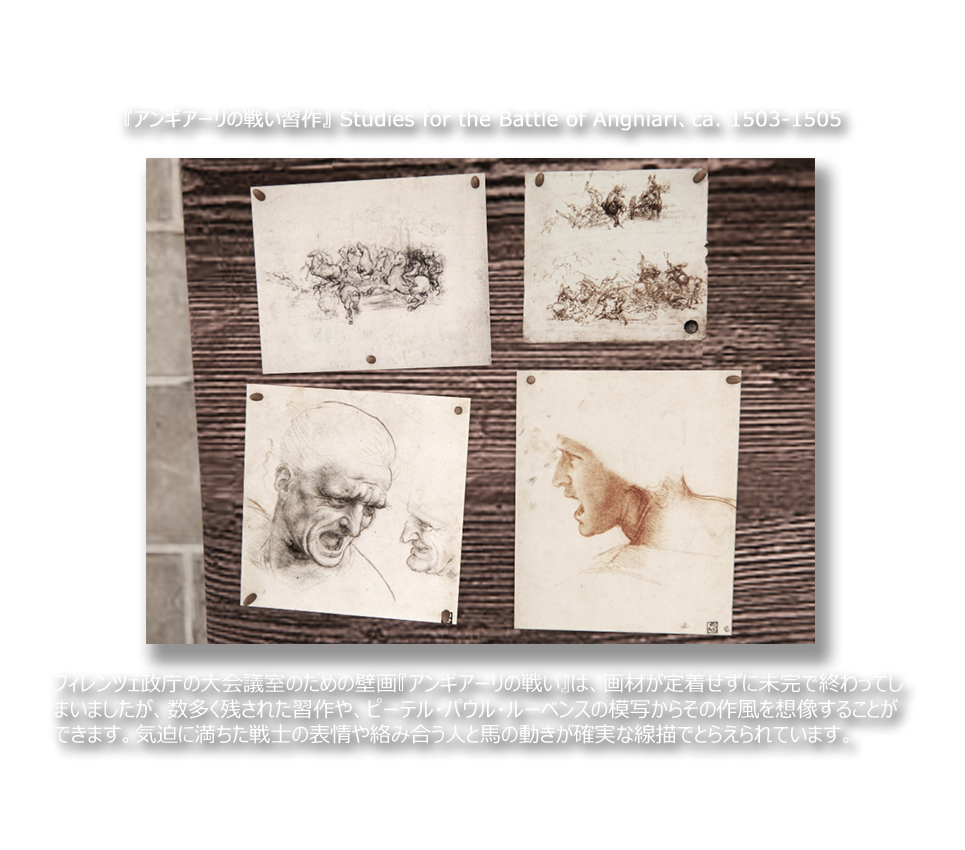 『アンギアーリの戦い習作』 Studies for the Battle of Anghiari、ca. 1503-1505
フィレンツェ政庁の大会議室のための壁画『アンギアーリの戦い』は、画材が定着せずに未完で終わってし
まいましたが、数多く残された習作や、ピーテル・パウル・ルーベンスの模写からその作風を想像することが
できます。気迫に満ちた戦士の表情や絡み合う人と馬の動きが確実な線描でとらえられています。